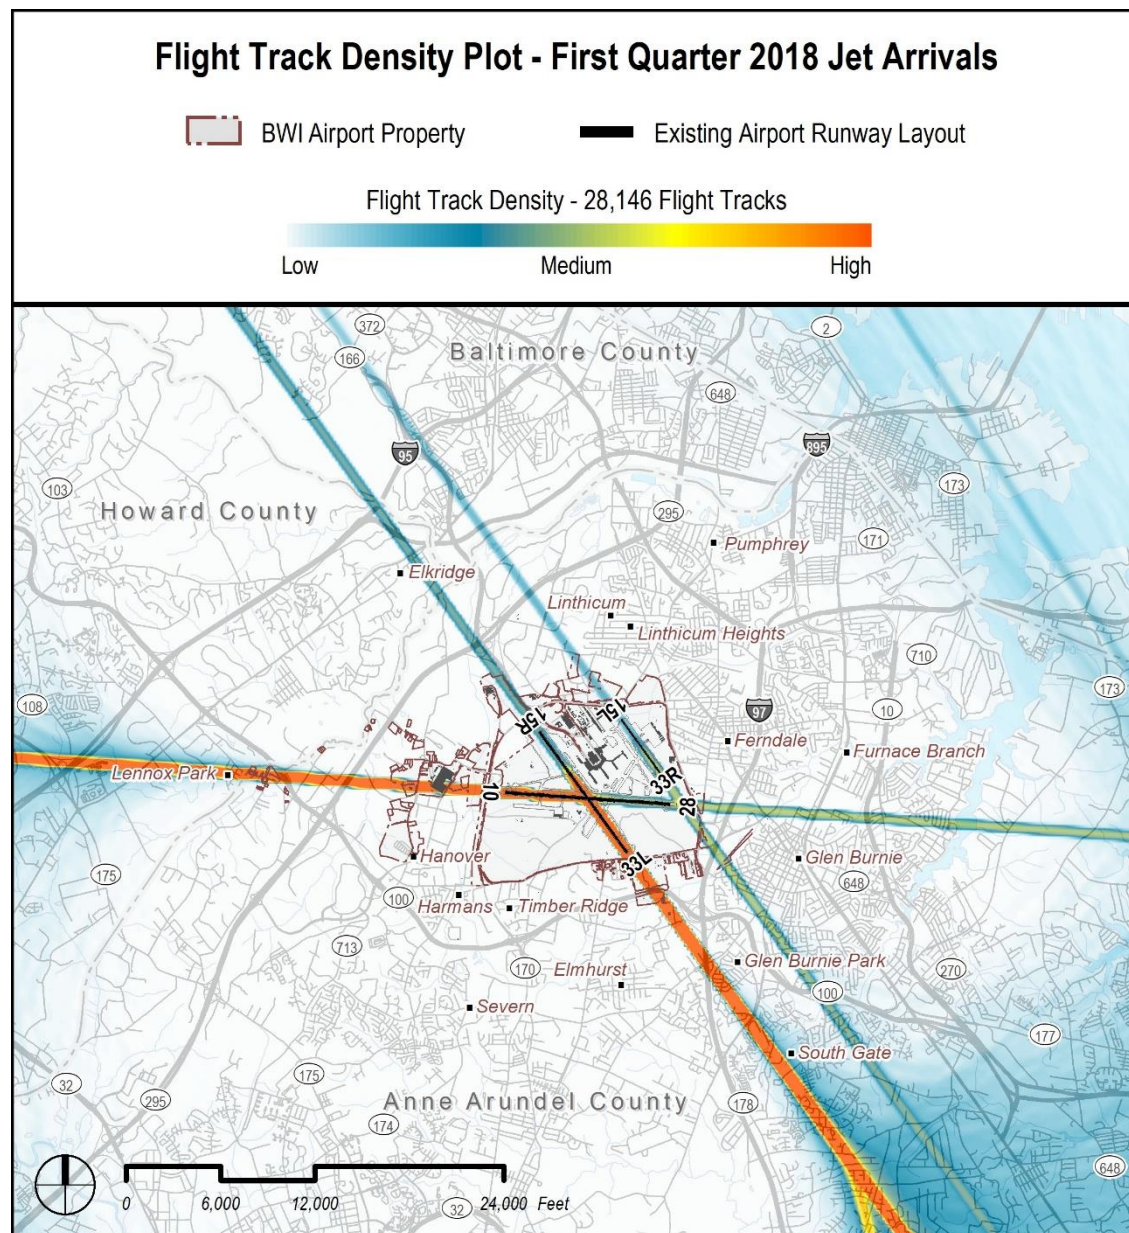 Flight Track Density Plot - First Quarter 2018 Jet Arrivals
BWI Airport Property
Existing Airport Runway Layout
Flight Track Density - 28,146 Flight Tracks
Low
Medium
High
372
2
166
Baltimore County
648
95
895
103
173
Howard County
295
171
Pumphrey
Elkridge
Linthicum
Linthicum Heights
710
173
108
15R
15L
97
10
Ferndale
Furnace Branch
Lennox Park
33R
10
28
Hanover
33L
Glen Burnie
175
100
Harmans
Timber Ridge
648
713
170
Elmhurst
Glen Burnie Park
270
100
Severn
177
South Gate
32
175
295
Anne Arundel County
178
174
648
0
6,000
12,000
24,000 Feet
32